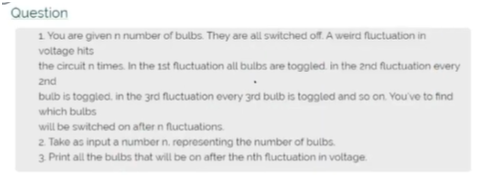 Question
1. You are given n number of bulbs. They are all switched off. A weird fluctuation in
voltage hits
the circuit n times. In the 1st fluctuation all bulbs are toggled, in the 2nd fluctuation every
2nd
bulb is toggled, in the 3rd fluctuation every 3rd bulb is toggled and so on. You've to find
which bulbs
will be switched on after n fluctuations.
2. Take as input a number n, representing the number of bulbs.
3. Print all the bulbs that will be on after the nth fluctuation in voltage.